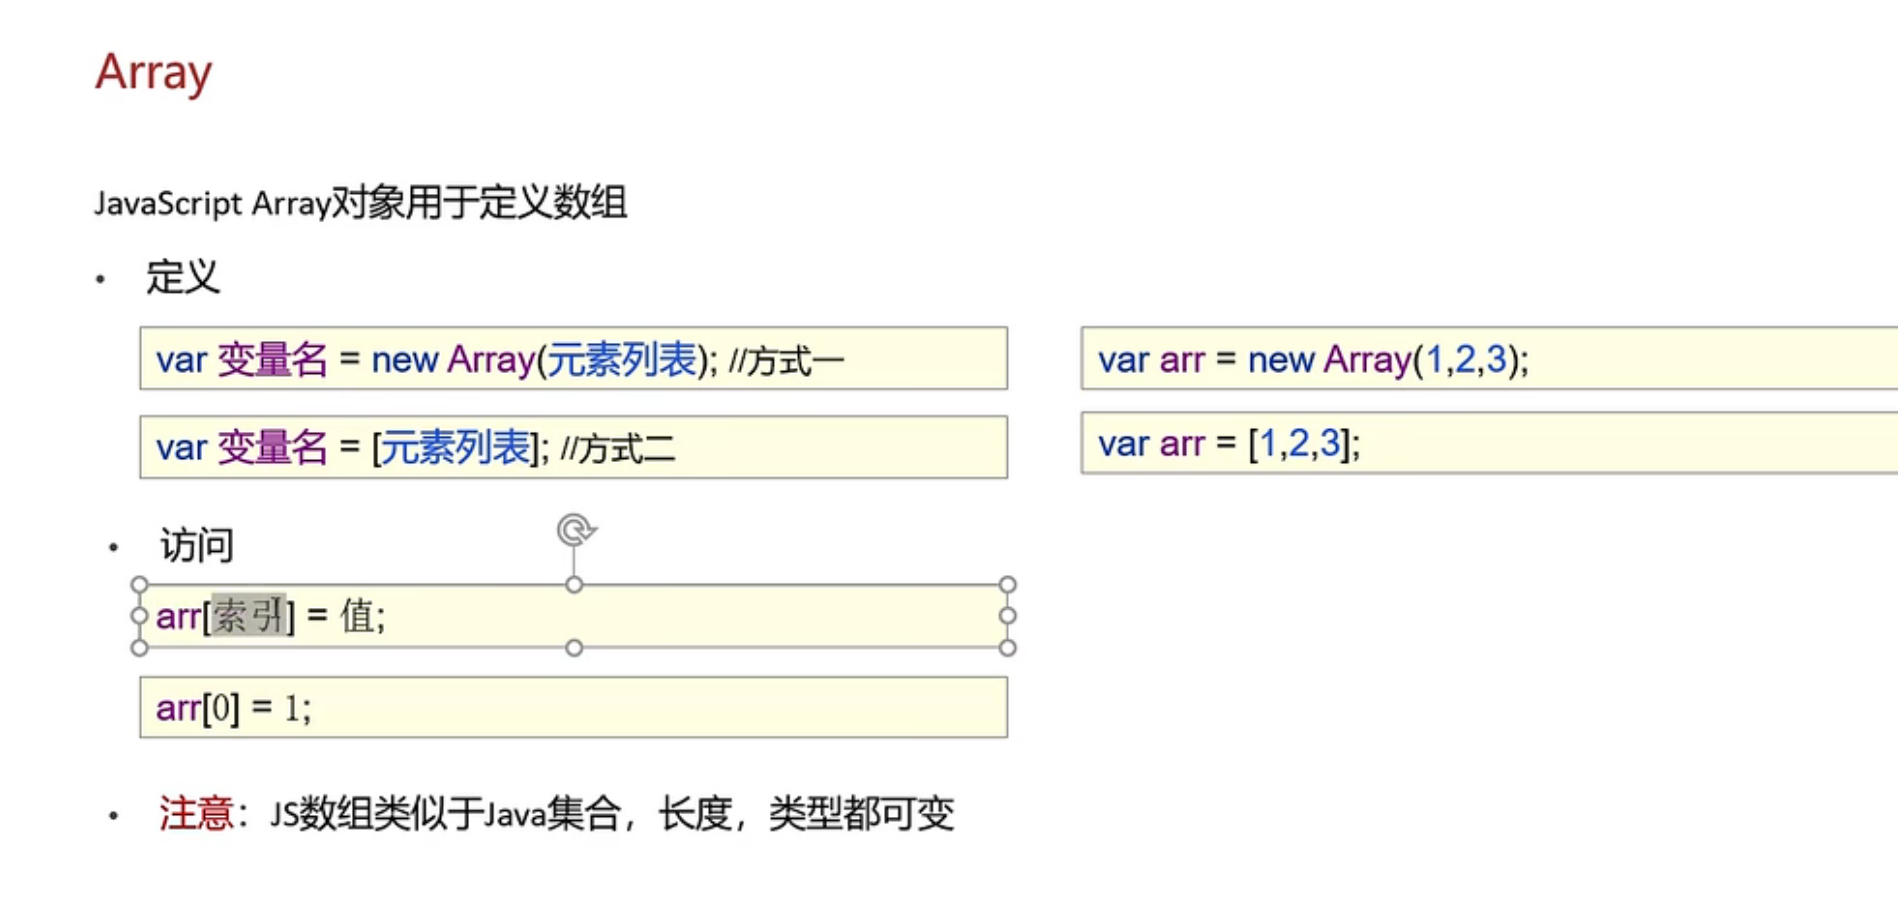 Array
JavaScript Array对象用于定义数组
• 定义
var 变量名 = new Array(元素列表); //方式一
var arr = new Array(1,2,3);
var 变量名 = [元素列表]; //方式二
var arr = [1,2,3];
• 访问
arr[索引] = 值;
arr[0] = 1;
• 注意：JS数组类似于Java集合，长度，类型都可变